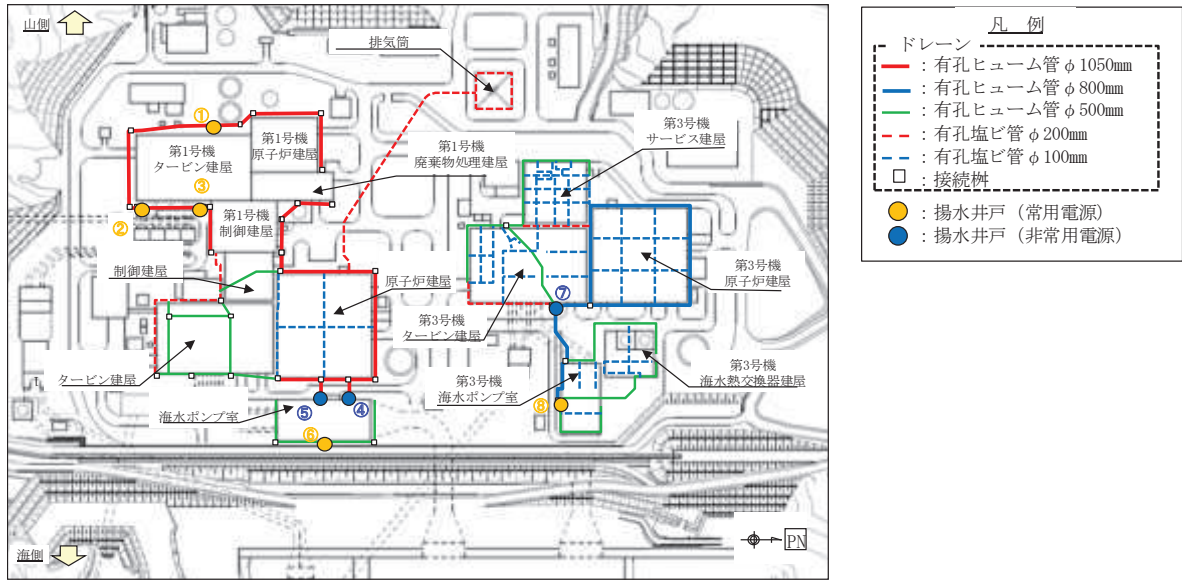 山側
排気筒
①
第1号機
タービン建屋
第1号機
原子炉建屋
第1号機
廃棄物処理建屋
第3号機
サービス建屋
③
②
第1号機
制御建屋
制御建屋
原子炉建屋
第3号機
原子炉建屋
⑦
第3号機
タービン建屋
タービン建屋
第3号機
海水ポンプ室
第3号機
海水熱交換器建屋
海水ポンプ室
⑤
④
⑧
⑥
海側
PN
凡 例
ドレーン
:有孔ヒューム管φ1050mm
:有孔ヒューム管φ800mm
:有孔ヒューム管φ500mm
:有孔塩ビ管φ200mm
:有孔塩ビ管φ100mm
:接続桝
:揚水井戸(常用電源)
:揚水井戸(非常用電源)